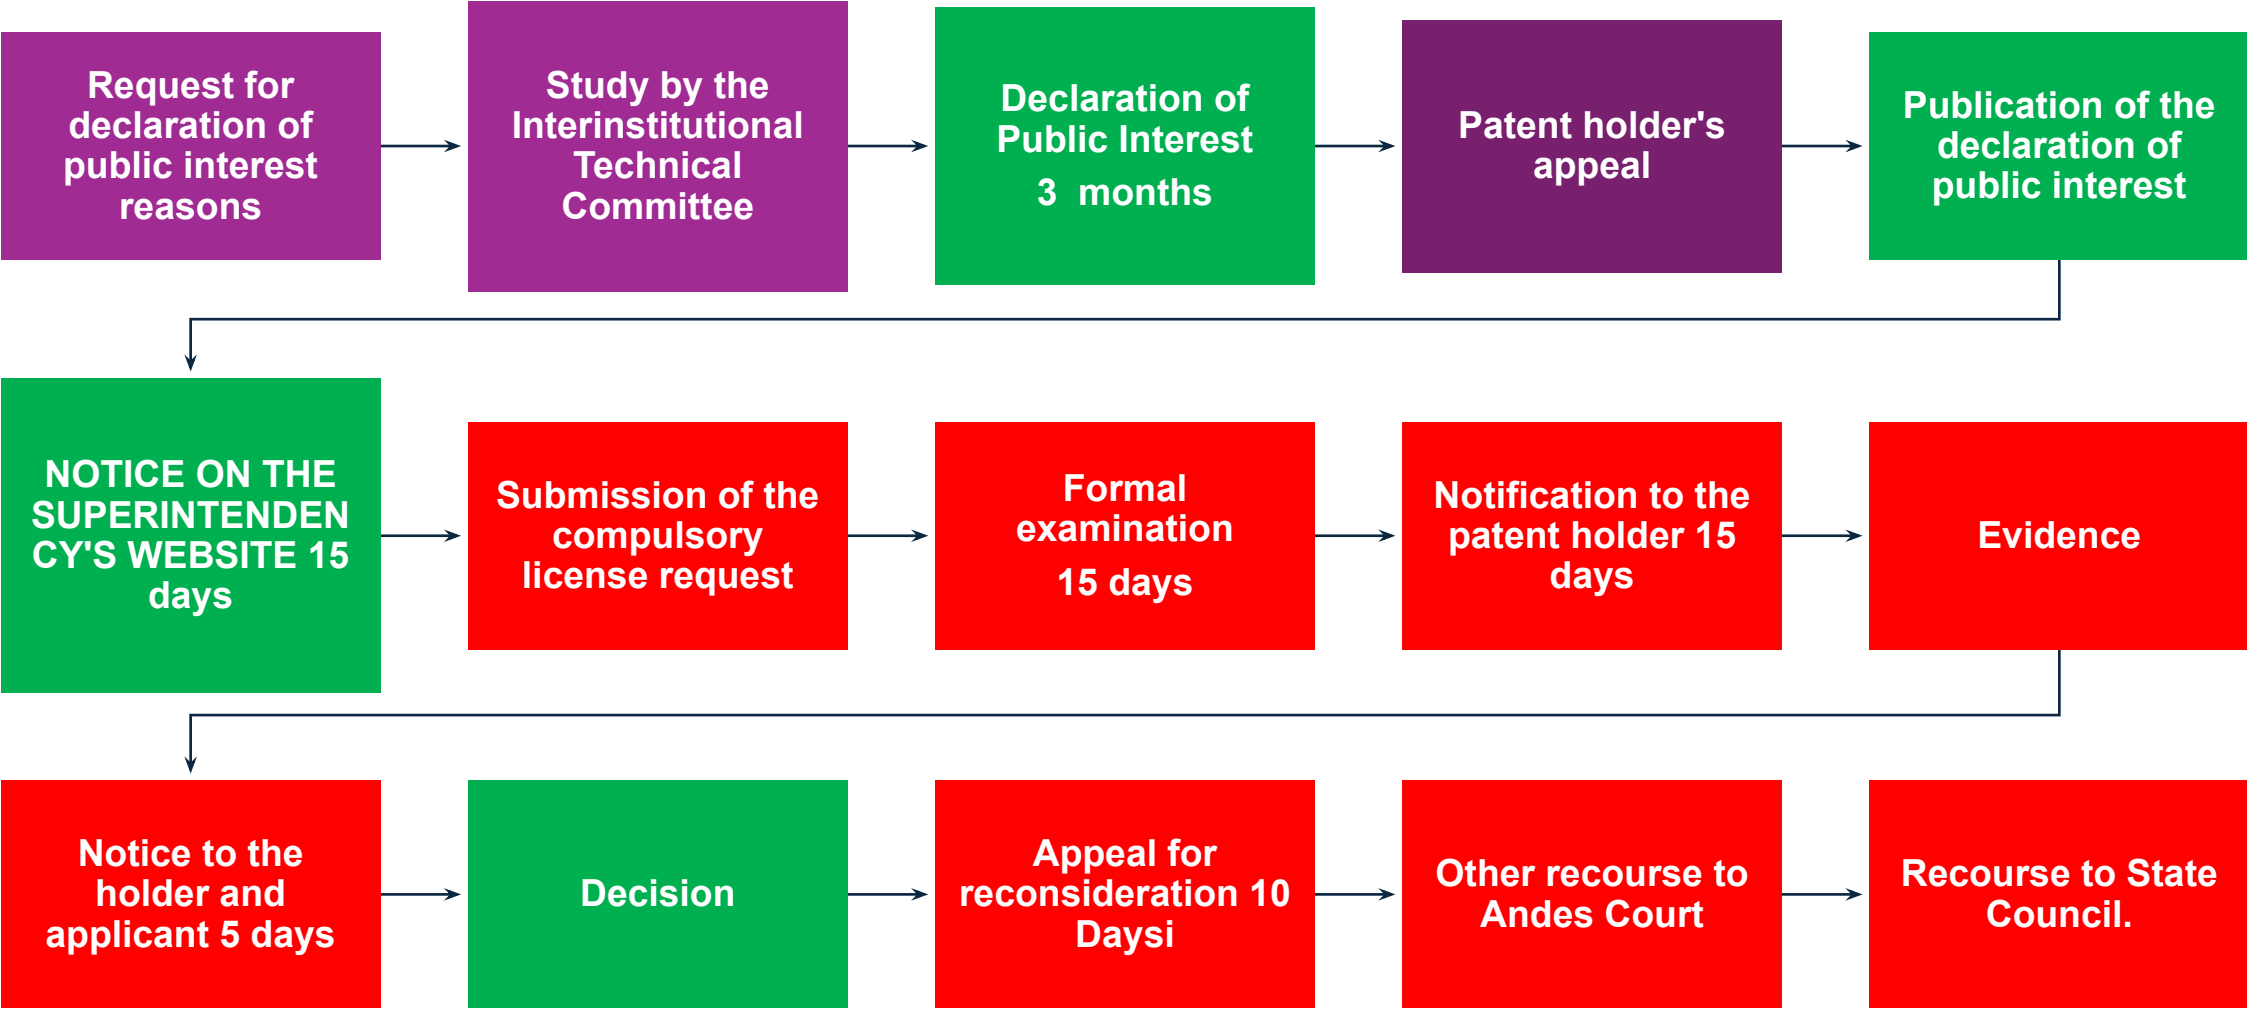 Request for
declaration of
public interest
reasons
Study by the
Interinstitutional
Technical
Committee
Declaration of
Public Interest
3  months
Patent holder's
appeal
Publication of the
declaration of
public interest
NOTICE ON THE
SUPERINTENDEN
CY'S WEBSITE 15
days
Submission of the
compulsory
license request
Formal
examination
15 days
Notification to the
patent holder 15
days
Evidence
Notice to the
holder and
applicant 5 days
Decision
Appeal for
reconsideration 10
Daysi
Other recourse to
Andes Court
Recourse to State
Council.